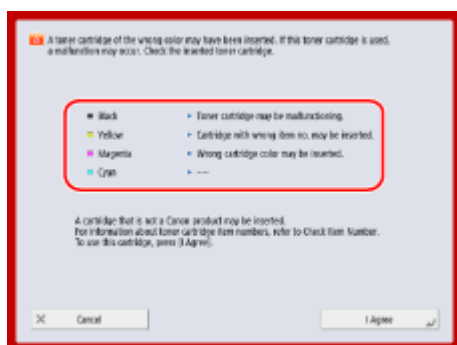 A toner cartridge of the wrong color may have been inserted. If this toner cartridge is used,
a malfunction may occur. Check the inserted toner cartridge.
Black
Toner cartridge may be malfunctioning.
Yellow
Cartridge with wrong item no. may be inserted.
Magenta
Wrong cartridge color may be inserted.
Cyan
----
A cartridge that is not a Canon product may be inserted.
For information about toner cartridge item numbers, refer to Check Item Number.
To use this cartridge, press [I Agree].
Cancel
I Agree